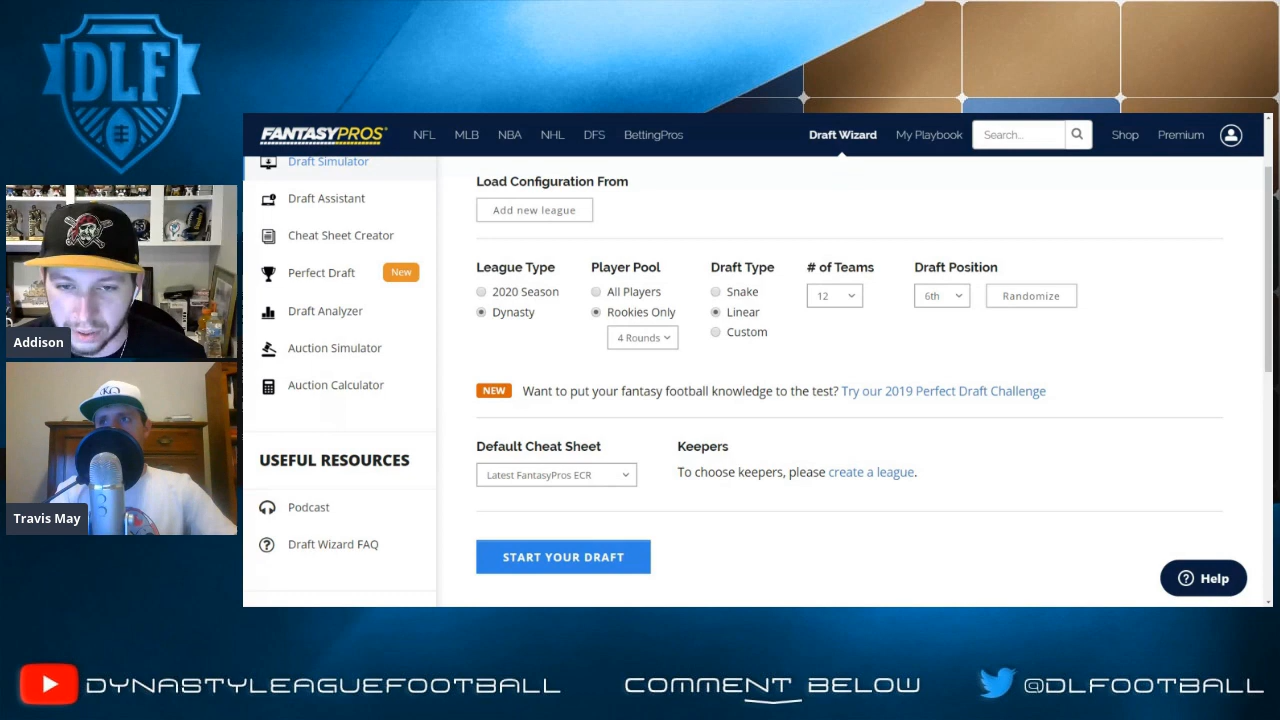 DLF
FANTASYPROS
NFL
MLB
NBA
NHL
DFS
BettingPros
Draft Wizard
My Playbook
Search...
Shop
Premium
Draft Simulator
Draft Assistant
Cheat Sheet Creator
Perfect Draft
New
Draft Analyzer
Auction Simulator
Auction Calculator
USEFUL RESOURCES
Podcast
Draft Wizard FAQ
Load Configuration From
Add new league
League Type
2020 Season
Dynasty
Player Pool
All Players
Rookies Only
4 Rounds
Draft Type
Snake
Linear
Custom
# of Teams
12
Draft Position
6th
Randomize
NEW Want to put your fantasy football knowledge to the test? Try our 2019 Perfect Draft Challenge
Default Cheat Sheet
Latest FantasyPros ECR
Keepers
To choose keepers, please create a league.
START YOUR DRAFT
Help
Addison
Travis May
DYNASTYLEAGUEFOOTBALL
COMMENT BELOW
@DLFOOTBALL